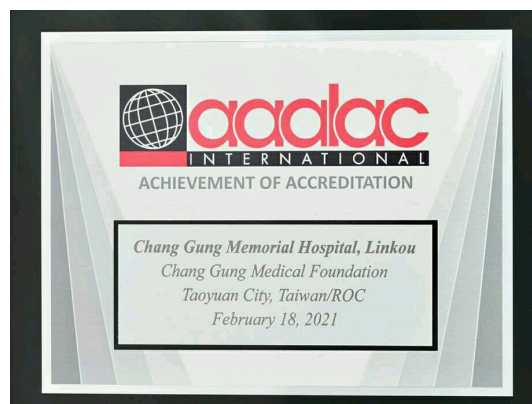 aaalac
INTERNATIONAL
ACHIEVEMENT OF ACCREDITATION
Chang Gung Memorial Hospital, Linkou
Chang Gung Medical Foundation
Taoyuan City, Taiwan/ROC
February 18, 2021